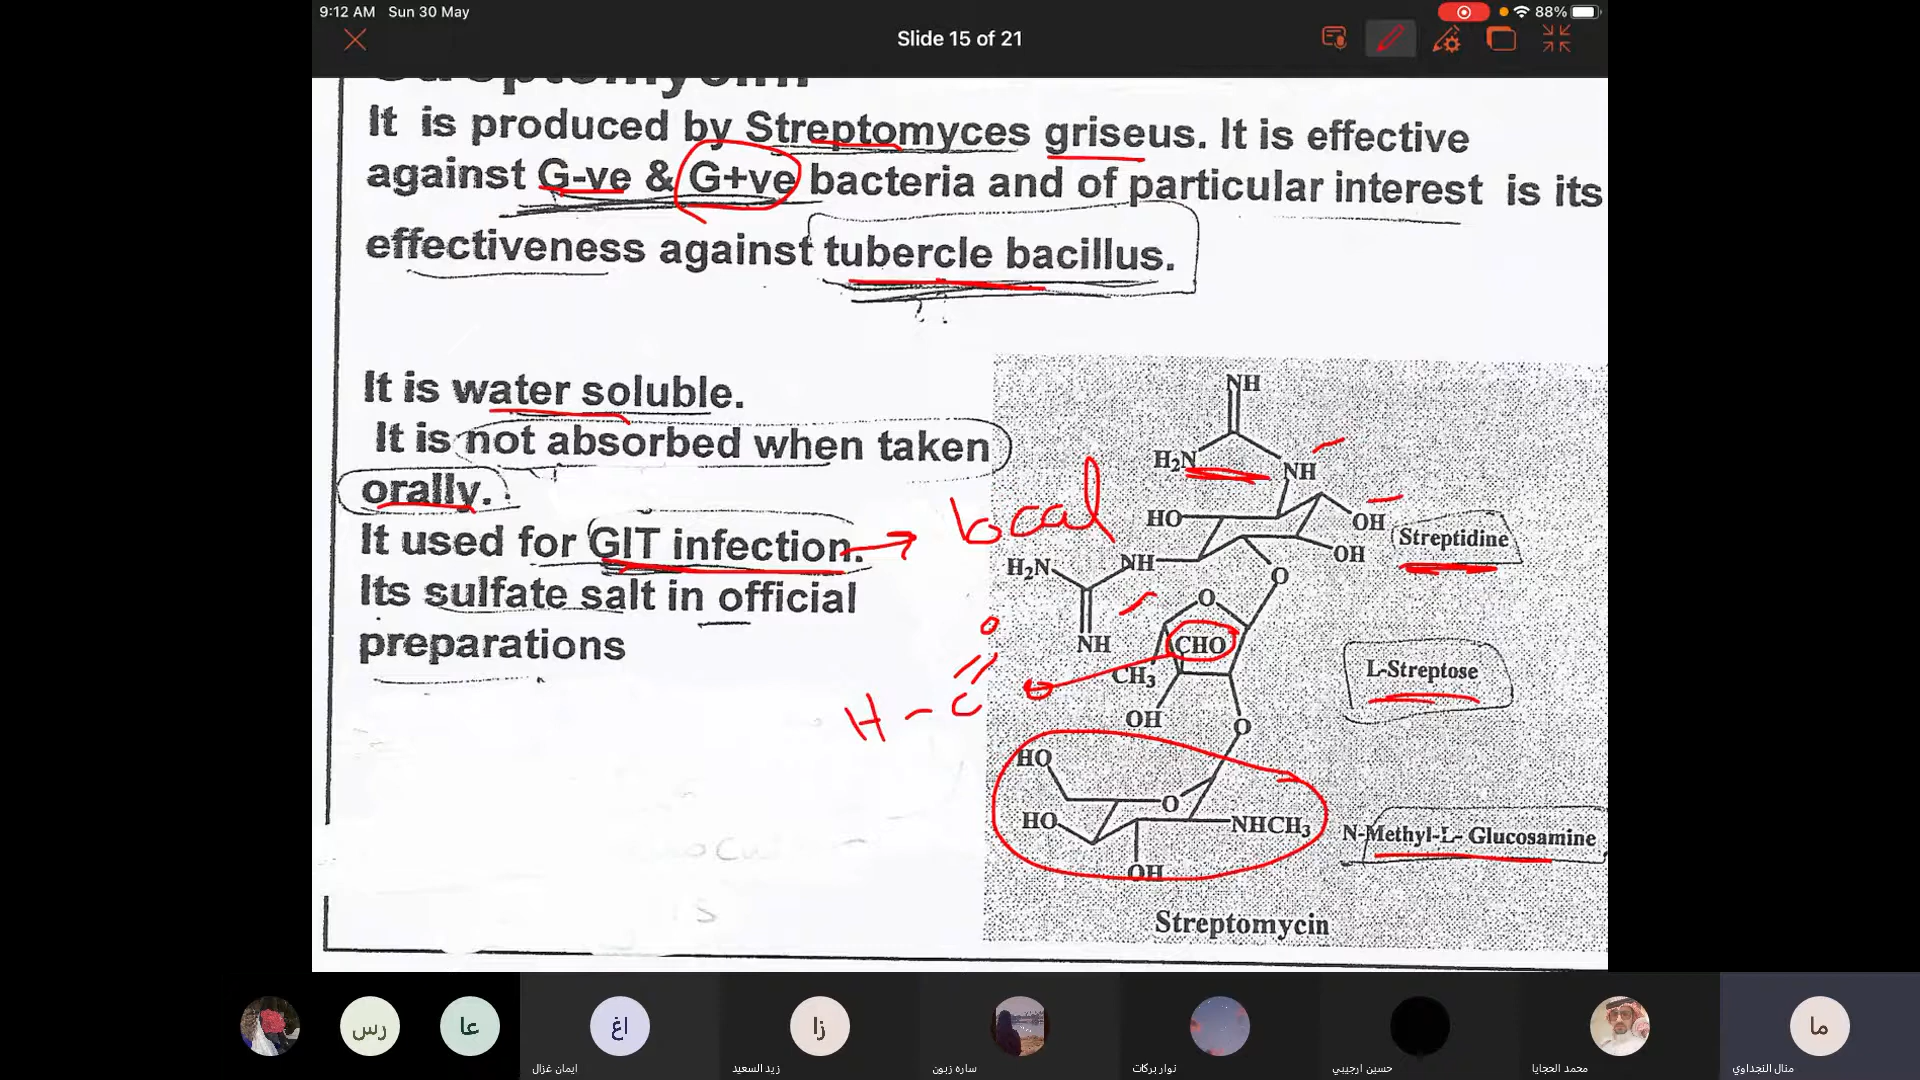 9:12 AM Sun 30 May
88%
Slide 15 of 21
It is produced by Streptomyces griseus. It is effective
against G-ve & G+ve bacteria and of particular interest is its
effectiveness against tubercle bacillus.
It is water soluble.
It is not absorbed when taken
orally.
It used for GIT infection.
local
Its sulfate salt in official
preparations
NH
H₂N
NH
HO
OH
Streptidine
OH
H₂N
NH
O
O
NH
CHO
O
H - C
CH₃
L-Streptose
OH
O
HO
O
HO
NHCH₃
N-Methyl-L- Glucosamine
OH
Streptomycin
رس
عا
اغ
زا
ما
ايمان غزال
زيد السعيد
ساره زبون
نوار بركات
حسين ارجيبي
محمد الحجايا
منال النجداوي